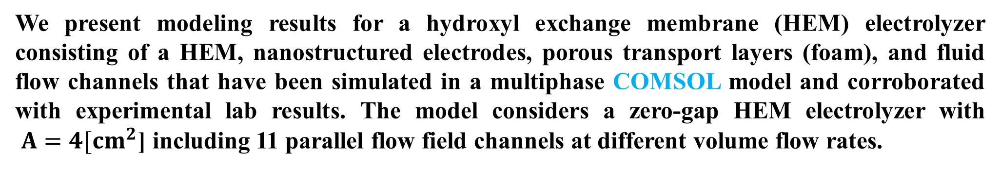 We present modeling results for a hydroxyl exchange membrane (HEM) electrolyzer
consisting of a HEM, nanostructured electrodes, porous transport layers (foam), and fluid
flow channels that have been simulated in a multiphase COMSOL model and corroborated
with experimental lab results. The model considers a zero-gap HEM electrolyzer with
A = 4[cm²] including 11 parallel flow field channels at different volume flow rates.